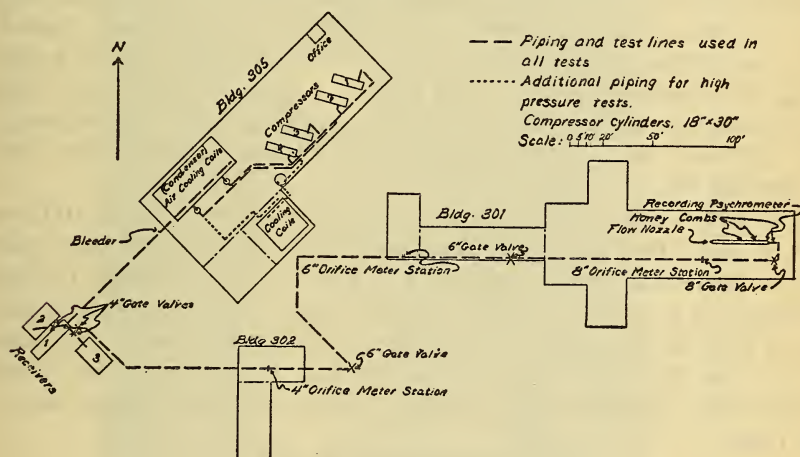 N
Office
Bldg. 305
Compressors
(Condenser)
Air Cooling Coils
Cooling
Coils
Bleeder
Piping and test lines used in
all tests
Additional piping for high
pressure tests.
Compressor cylinders, 18"x30"
Scale: 0 5 10' 20' 50' 100'
Bldg. 301
Recording Psychrometer
Honey Combs
Flow Nozzle
6" Gate Valve
6" Orifice Meter Station
8" Orifice Meter Station
8" Gate Valve
4" Gate Valves
2
1
3
Receivers
Bldg 302
6" Gate Valve
4" Orifice Meter Station